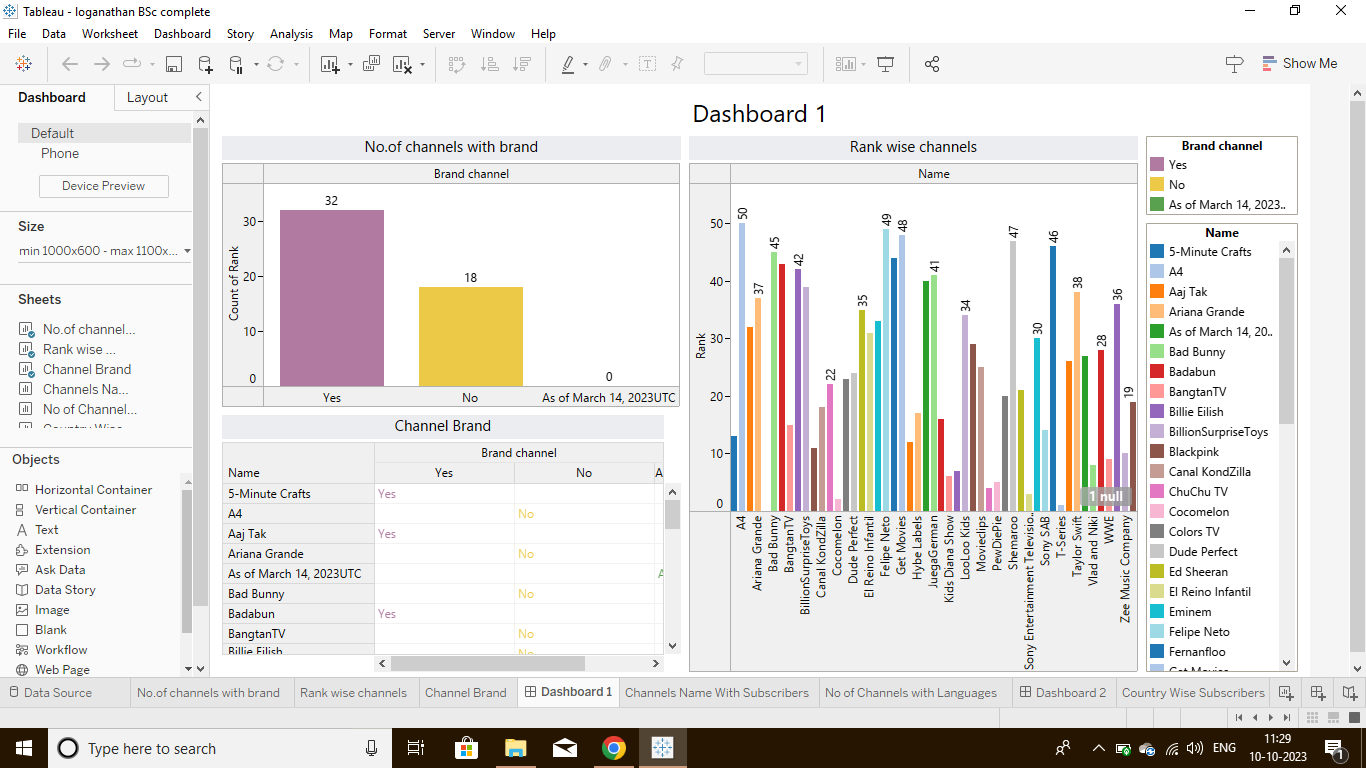 Tableau - loganathan BSc complete
File Data Worksheet Dashboard Story Analysis Map Format Server Window Help
Show Me
Dashboard Layout
Default
Phone
Device Preview
Size
min 1000x600 - max 1100x...
Sheets
No.of channel...
Rank wise ...
Channel Brand
Channels Na...
No of Channel...
Country Wise
Objects
Horizontal Container
Vertical Container
Text
Extension
Ask Data
Data Story
Image
Blank
Workflow
Web Page
Dashboard 1
No.of channels with brand
Brand channel
Count of Rank
30
20
10
0
32
18
0
Yes No As of March 14, 2023UTC
Channel Brand
Brand channel
Name Yes No A
5-Minute Crafts Yes
A4 No
Aaj Tak Yes
Ariana Grande No
As of March 14, 2023UTC A
Bad Bunny No
Badabun Yes
BangtanTV No
Billie Eilish No
Rank wise channels
Name
Rank
50
40
30
20
10
0
50
37
45
42
22
35
49
48
41
34
47
30
46
38
28
36
19
1 null
A4
Ariana Grande
Bad Bunny
BangtanTV
BillionSurpriseToys
Canal KondZilla
Cocomelon
Dude Perfect
El Reino Infantil
Felipe Neto
Get Movies
Hybe Labels
JuegaGerman
Kids Diana Show
LooLoo Kids
Movieclips
PewDiePie
Shemaroo
Sony Entertainment Televisio..
Sony SAB
T-Series
Taylor Swift
Vlad and Niki
WWE
Zee Music Company
Brand channel
Yes
No
As of March 14, 2023..
Name
5-Minute Crafts
A4
Aaj Tak
Ariana Grande
As of March 14, 20..
Bad Bunny
Badabun
BangtanTV
Billie Eilish
BillionSurpriseToys
Blackpink
Canal KondZilla
ChuChu TV
Cocomelon
Colors TV
Dude Perfect
Ed Sheeran
El Reino Infantil
Eminem
Felipe Neto
Fernanfloo
Get Movies
Data Source No.of channels with brand Rank wise channels Channel Brand Dashboard 1 Channels Name With Subscribers No of Channels with Languages Dashboard 2 Country Wise Subscribers
Type here to search
ENG
11:29
10-10-2023
1